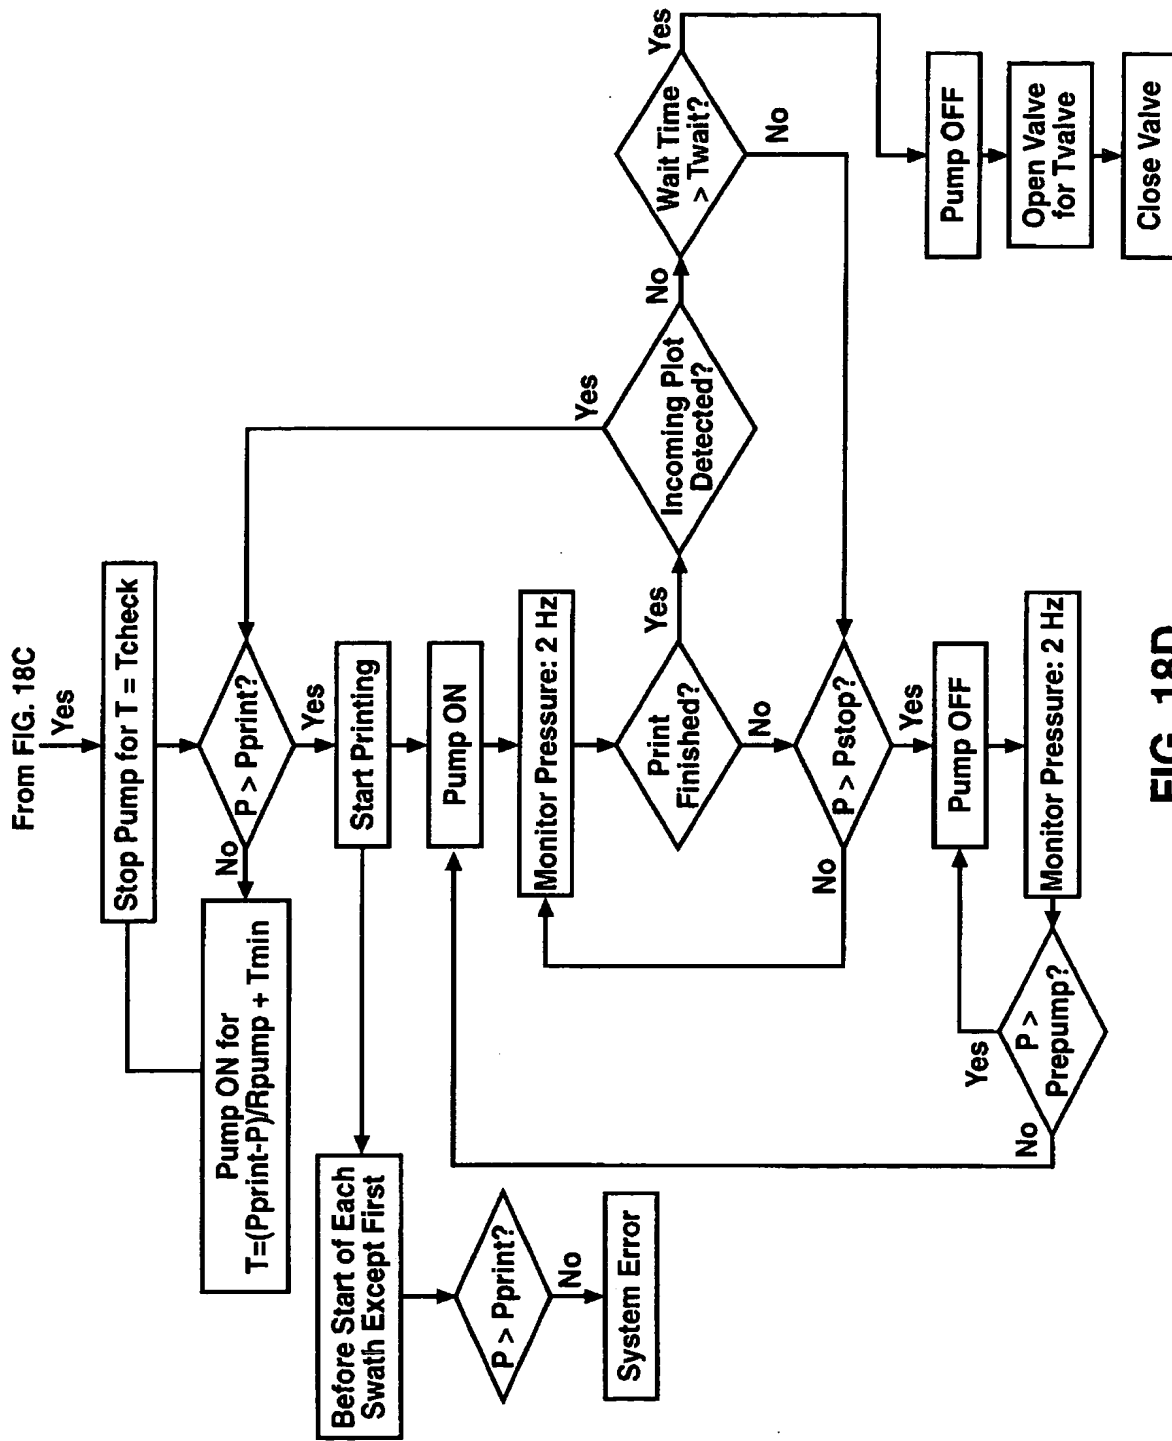 From FIG. 18C
Yes
Stop Pump for T = Tcheck
P > Pprint?
No
Pump ON for
T=(Pprint-P)/Rpump + Tmin
Yes
Start Printing
Before Start of Each
Swath Except First
P > Pprint?
No
System Error
Pump ON
Monitor Pressure: 2 Hz
Print
Finished?
Yes
Incoming Plot
Detected?
Yes
No
Wait Time
> Twait?
Yes
No
Pump OFF
Open Valve
for Tvalve
Close Valve
No
P > Pstop?
No
Yes
Pump OFF
Monitor Pressure: 2 Hz
P >
Prepump?
Yes
No
FIG. 18D